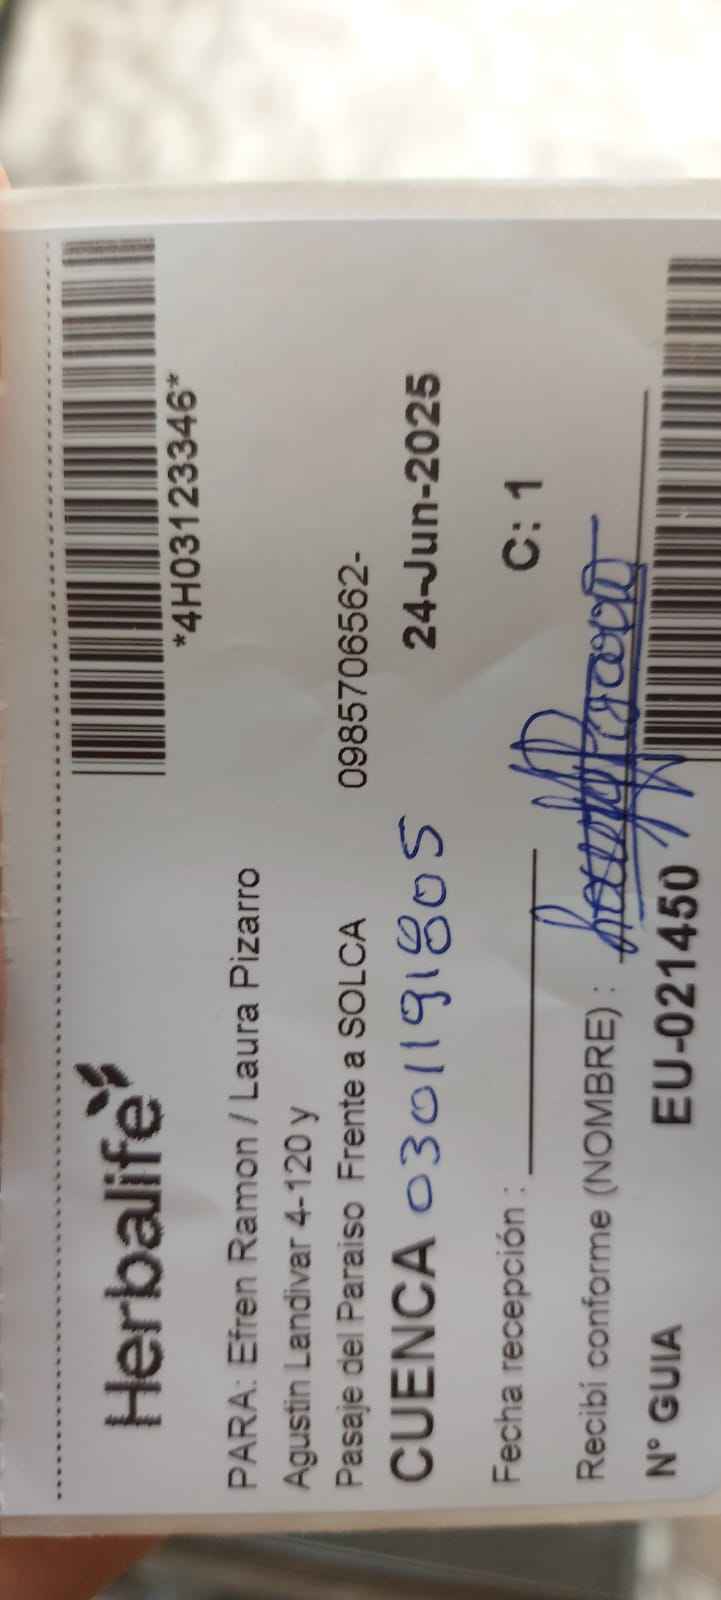 Herbalife
*4H03123346*
PARA: Efren Ramon / Laura Pizarro
Agustin Landivar 4-120 y
Pasaje del Paraiso Frente a SOLCA 0985706562-
CUENCA 0301191805 24-Jun-2025
Fecha recepción : C: 1
Recibí conforme (NOMBRE) :
N° GUIA EU-021450